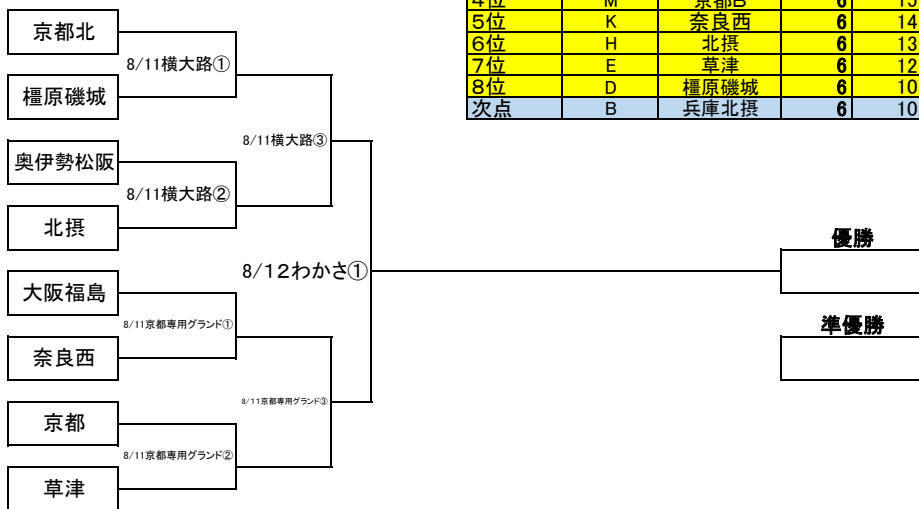 4位 M 京都B 6 15
5位 K 奈良西 6 14
6位 H 北摂 6 13
7位 E 草津 6 12
8位 D 橿原磯城 6 10
次点 B 兵庫北摂 6 10
京都北
8/11横大路①
橿原磯城
8/11横大路③
奥伊勢松阪
8/11横大路②
北摂
8/12わかさ①
優勝
大阪福島
8/11京都専用グランド①
準優勝
奈良西
8/11京都専用グランド③
京都
8/11京都専用グランド②
草津